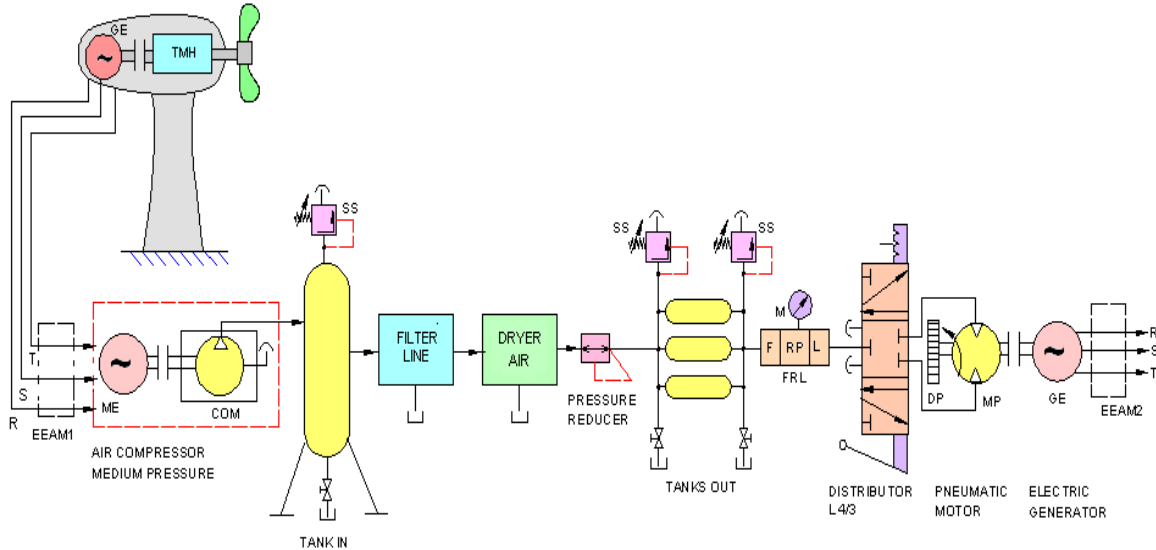 GE
TMH
SS
SS
SS
M
FILTER
LINE
DRYER
AIR
F RP L
FRL
R
S
T
T
S
R
ME
COM
EEAM1
AIR COMPRESSOR
MEDIUM PRESSURE
TANK IN
PRESSURE
REDUCER
TANKS OUT
DP
MP
GE
EEAM2
O
DISTRIBUTOR
L4/3
PNEUMATIC
MOTOR
ELECTRIC
GENERATOR